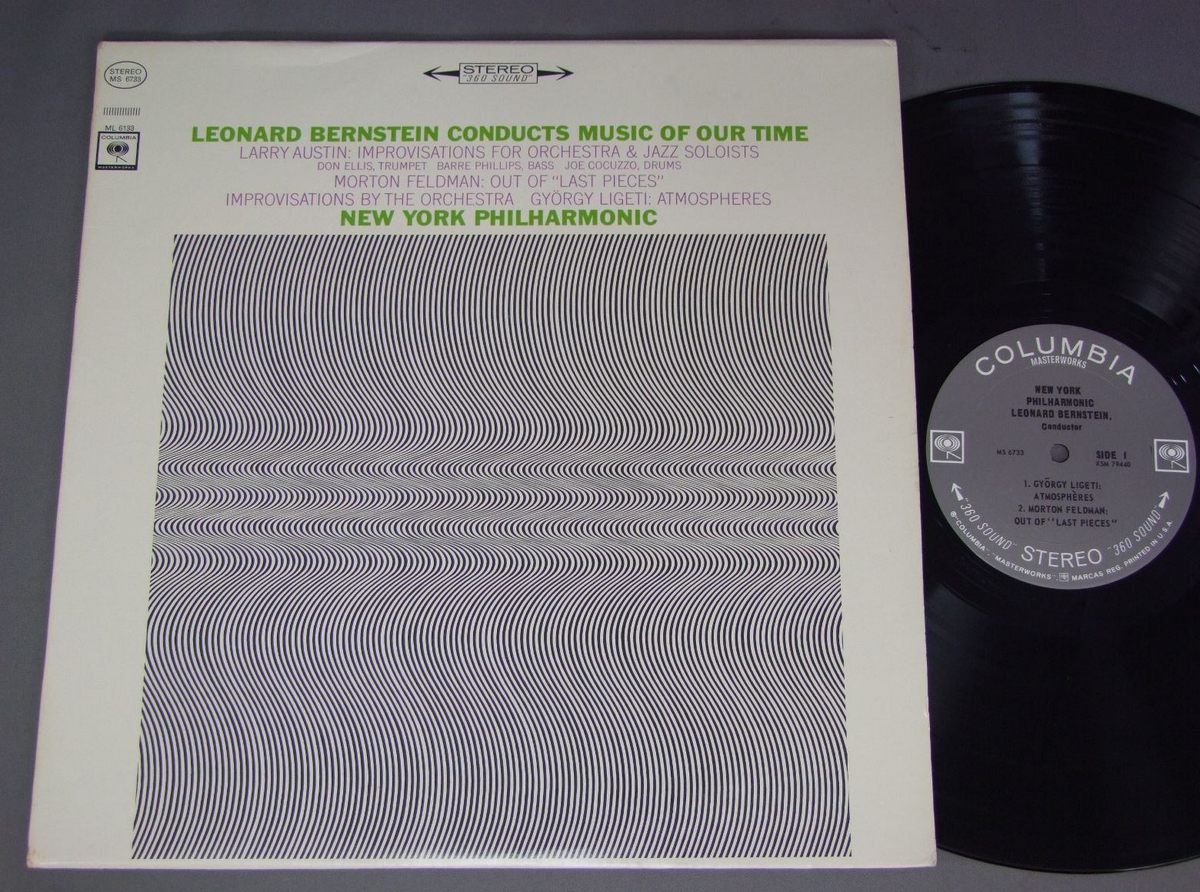 STEREO
MS 6733
ML 6133
COLUMBIA
MASTERWORKS
STEREO
"360 SOUND"
LEONARD BERNSTEIN CONDUCTS MUSIC OF OUR TIME
LARRY AUSTIN: IMPROVISATIONS FOR ORCHESTRA & JAZZ SOLOISTS
DON ELLIS, TRUMPET BARRE PHILLIPS, BASS JOE COCUZZO, DRUMS
MORTON FELDMAN: OUT OF "LAST PIECES"
IMPROVISATIONS BY THE ORCHESTRA GYÖRGY LIGETI: ATMOSPHERES
NEW YORK PHILHARMONIC
COLUMBIA
MASTERWORKS
NEW YORK
PHILHARMONIC
LEONARD BERNSTEIN,
Conductor
MS 6733
SIDE 1
XSM 79440
1. GYÖRGY LIGETI:
ATMOSPHÈRES
2. MORTON FELDMAN:
OUT OF "LAST PIECES"
"360 SOUND" STEREO "360 SOUND"
® "COLUMBIA", "MASTERWORKS", MARCAS REG. PRINTED IN U.S.A.